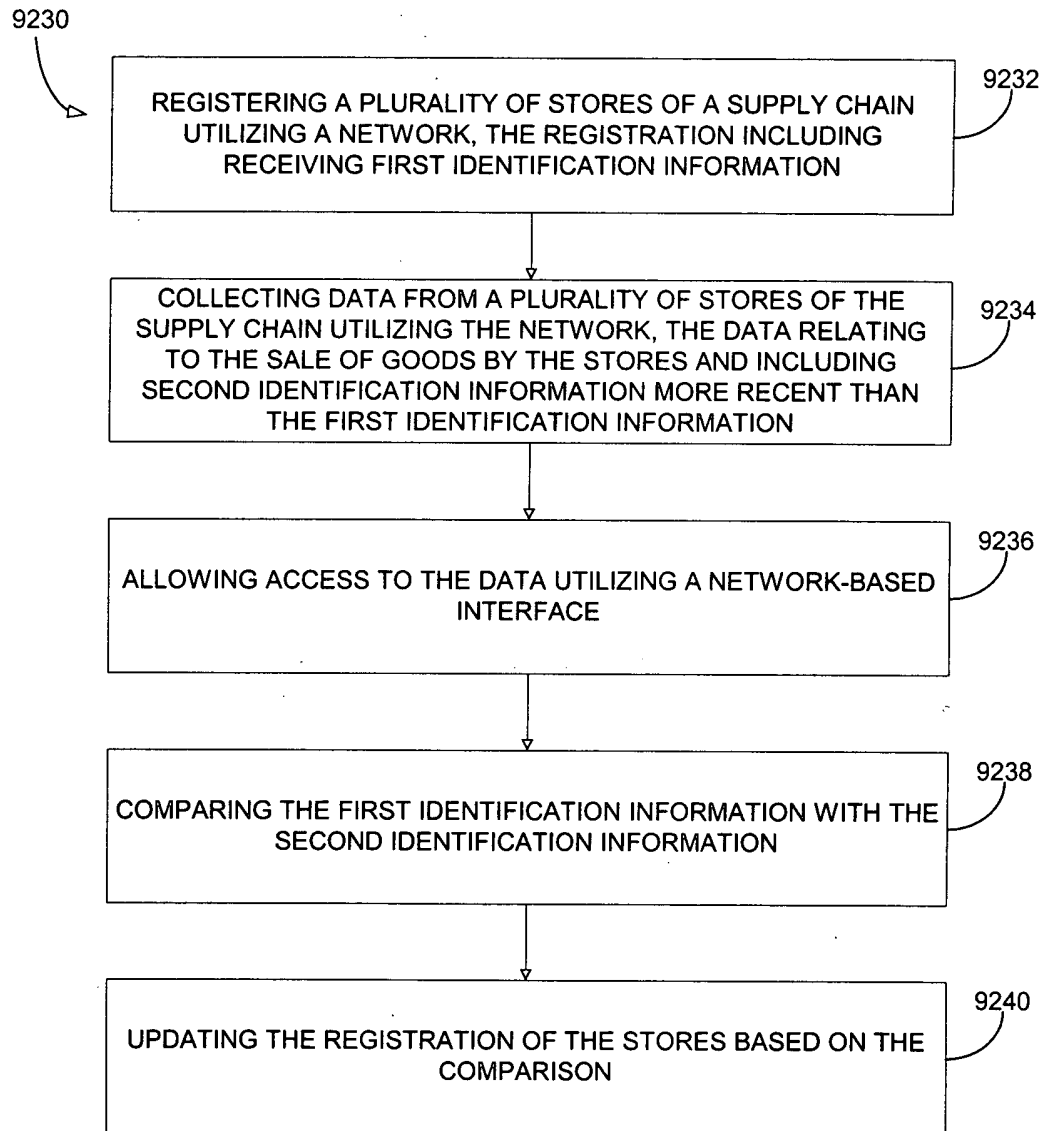 9230
9232
REGISTERING A PLURALITY OF STORES OF A SUPPLY CHAIN
UTILIZING A NETWORK, THE REGISTRATION INCLUDING
RECEIVING FIRST IDENTIFICATION INFORMATION
9234
COLLECTING DATA FROM A PLURALITY OF STORES OF THE
SUPPLY CHAIN UTILIZING THE NETWORK, THE DATA RELATING
TO THE SALE OF GOODS BY THE STORES AND INCLUDING
SECOND IDENTIFICATION INFORMATION MORE RECENT THAN
THE FIRST IDENTIFICATION INFORMATION
9236
ALLOWING ACCESS TO THE DATA UTILIZING A NETWORK-BASED
INTERFACE
9238
COMPARING THE FIRST IDENTIFICATION INFORMATION WITH THE
SECOND IDENTIFICATION INFORMATION
9240
UPDATING THE REGISTRATION OF THE STORES BASED ON THE
COMPARISON